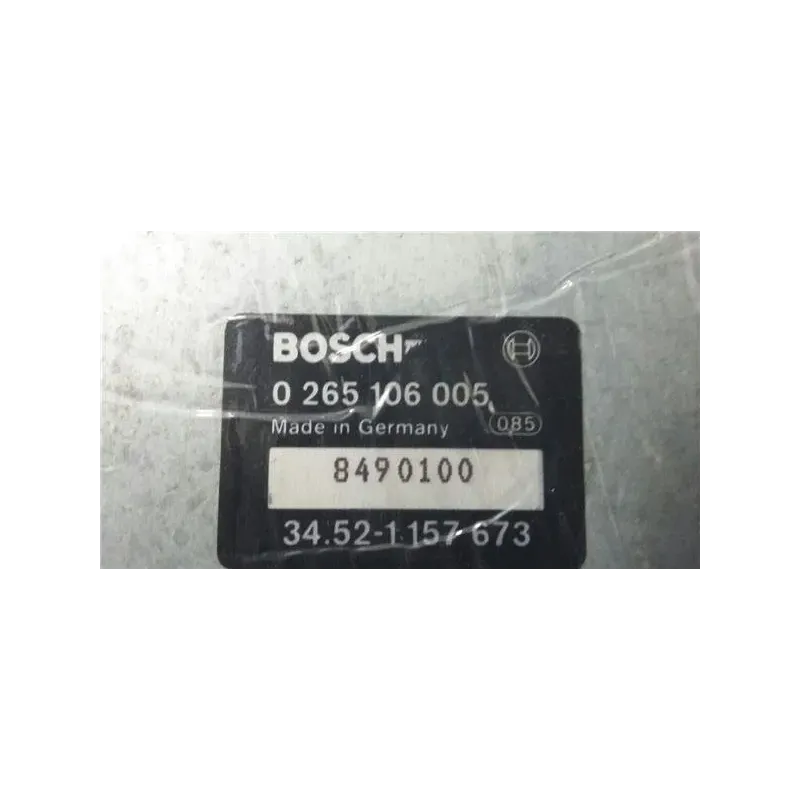 BOSCH
0 265 106 005
Made in Germany 085
8490100
34.52-1 157 673